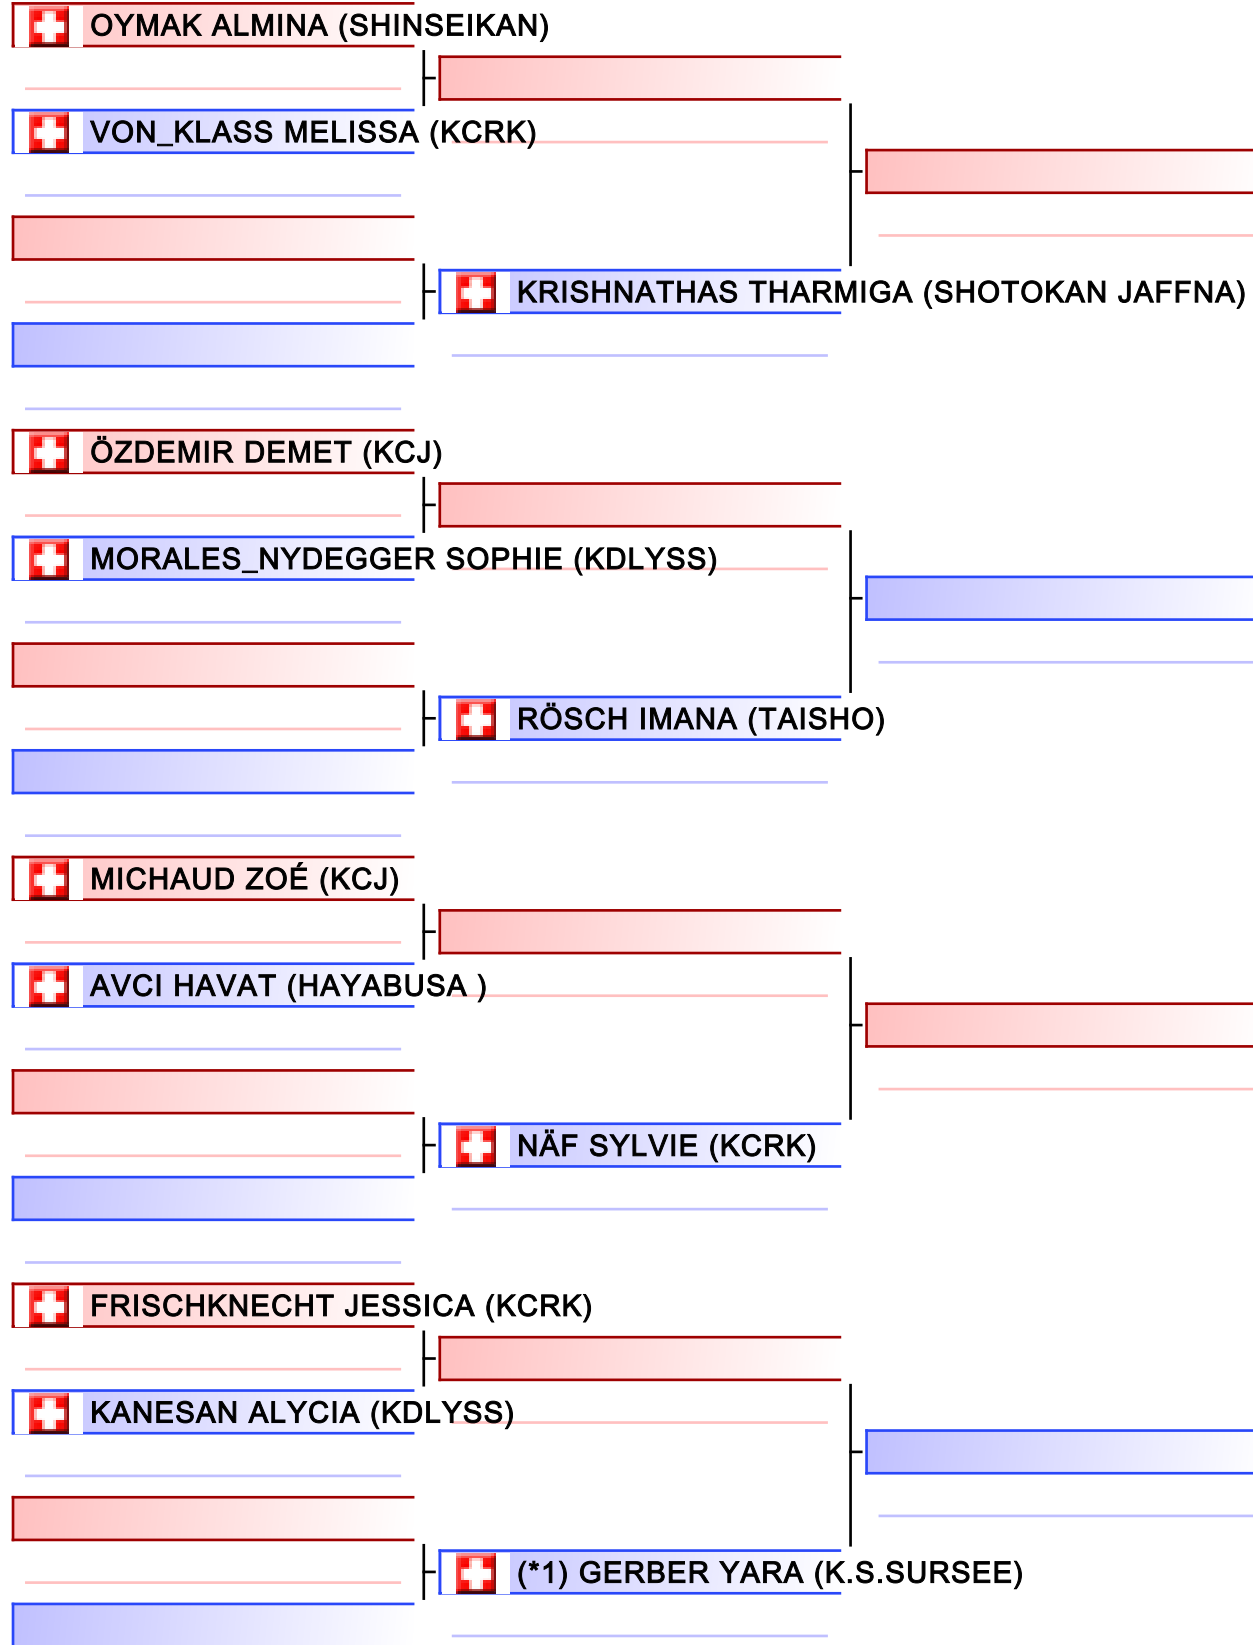 OYMAK ALMINA (SHINSEIKAN)
VON_KLASS MELISSA (KCRK)
KRISHNATHAS THARMIGA (SHOTOKAN JAFFNA)
ÖZDEMIR DEMET (KCJ)
MORALES_NYDEGGER SOPHIE (KDLYSS)
RÖSCH IMANA (TAISHO)
MICHAUD ZOÉ (KCJ)
AVCI HAVAT (HAYABUSA )
NÄF SYLVIE (KCRK)
FRISCHKNECHT JESSICA (KCRK)
KANESAN ALYCIA (KDLYSS)
(*1) GERBER YARA (K.S.SURSEE)